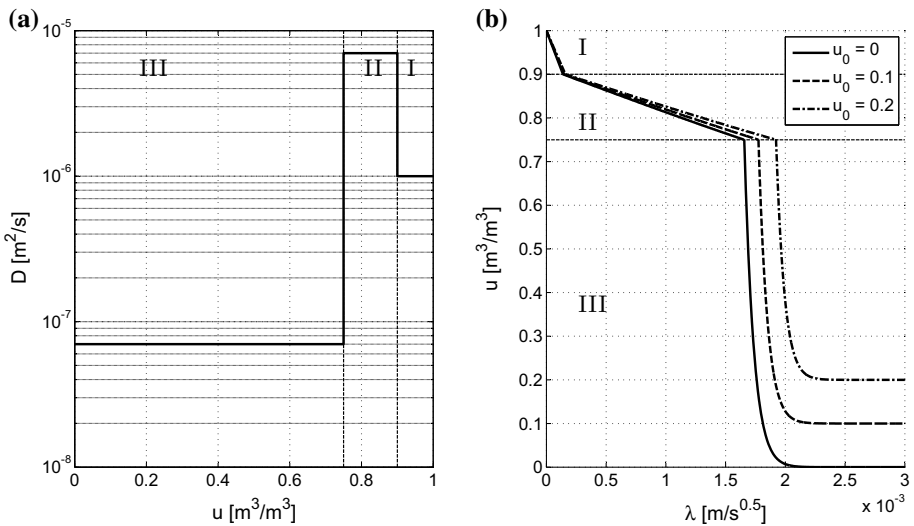 (a)
10^-5
10^-6
10^-7
10^-8
D [m^2/s]
III
II
I
0
0.2
0.4
0.6
0.8
1
u [m^3/m^3]
(b)
1
0.9
0.8
0.7
0.6
0.5
0.4
0.3
0.2
0.1
0
u [m^3/m^3]
I
II
III
u_0 = 0
u_0 = 0.1
u_0 = 0.2
0
0.5
1
1.5
2
2.5
3
x 10^-3
λ [m/s^0.5]